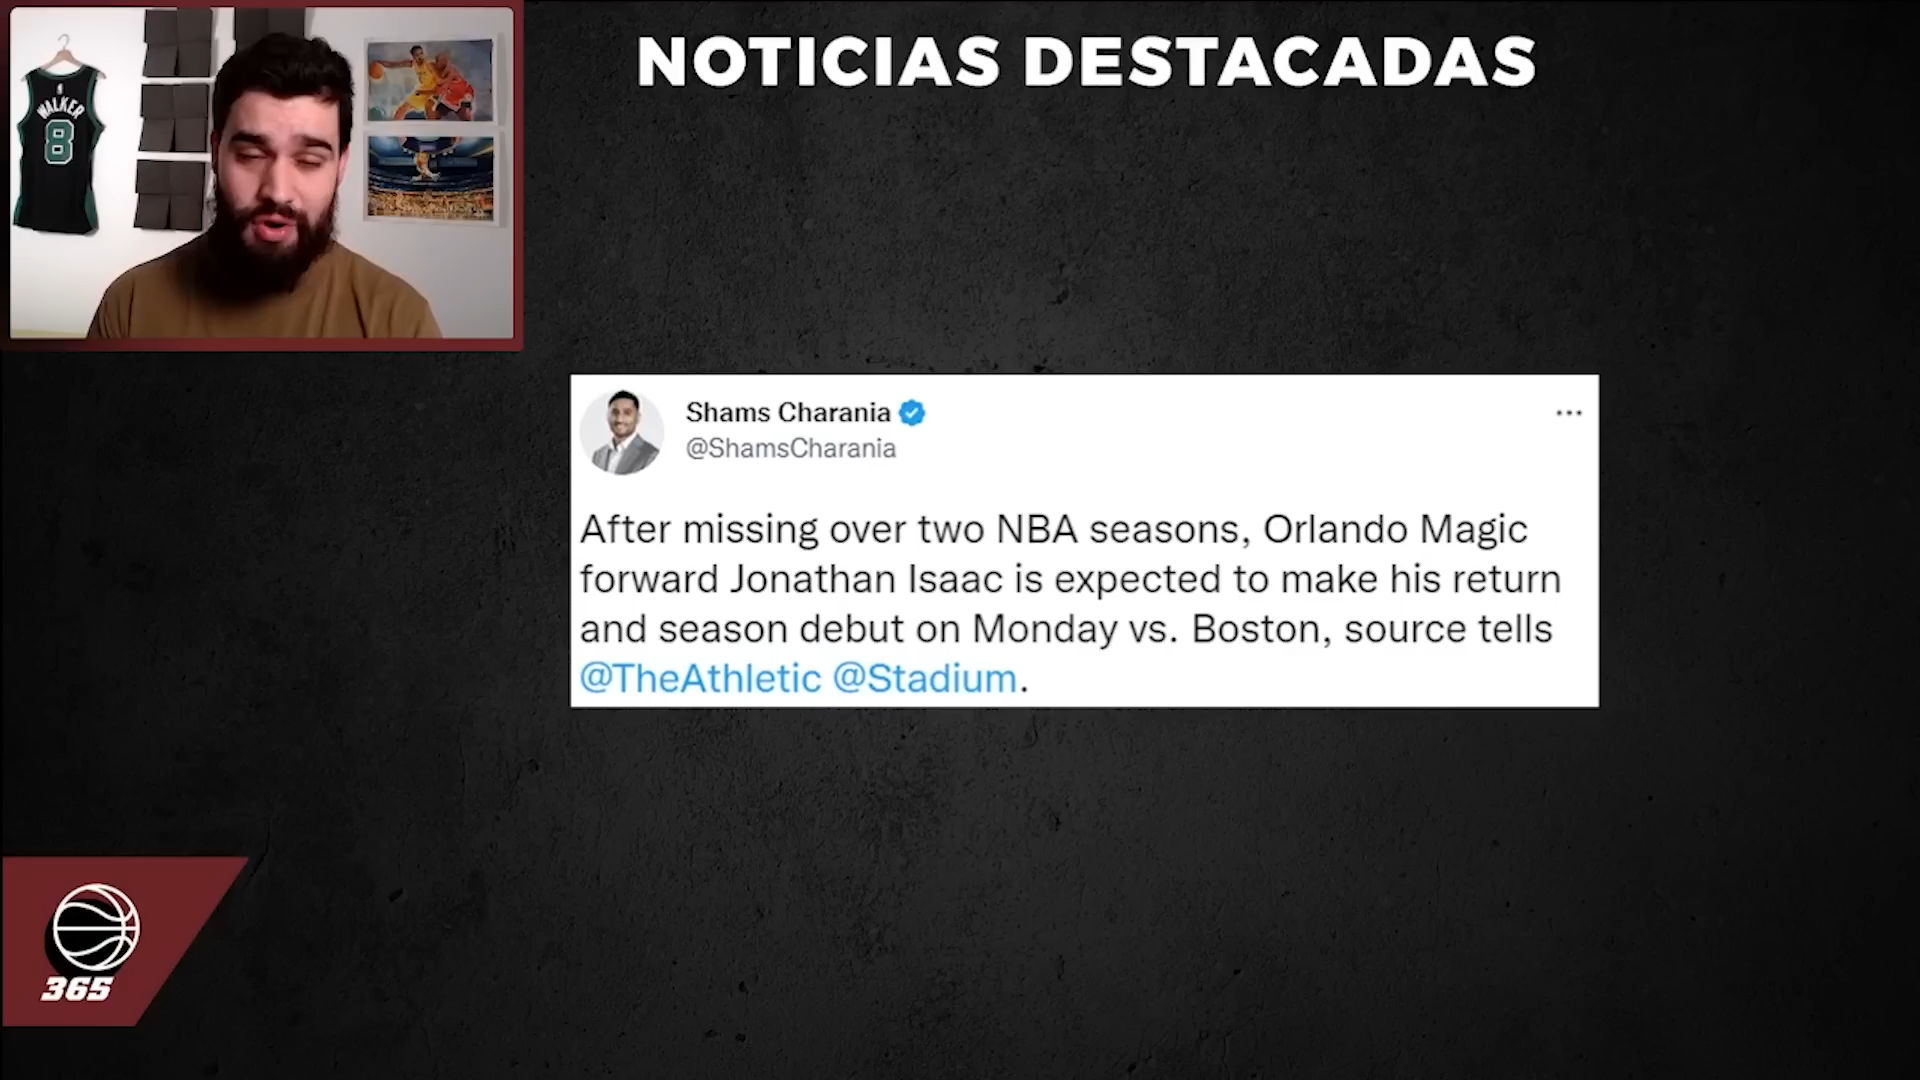 NOTICIAS DESTACADAS
WALKER
8
Shams Charania
@ShamsCharania
After missing over two NBA seasons, Orlando Magic
forward Jonathan Isaac is expected to make his return
and season debut on Monday vs. Boston, source tells
@TheAthletic @Stadium.
365